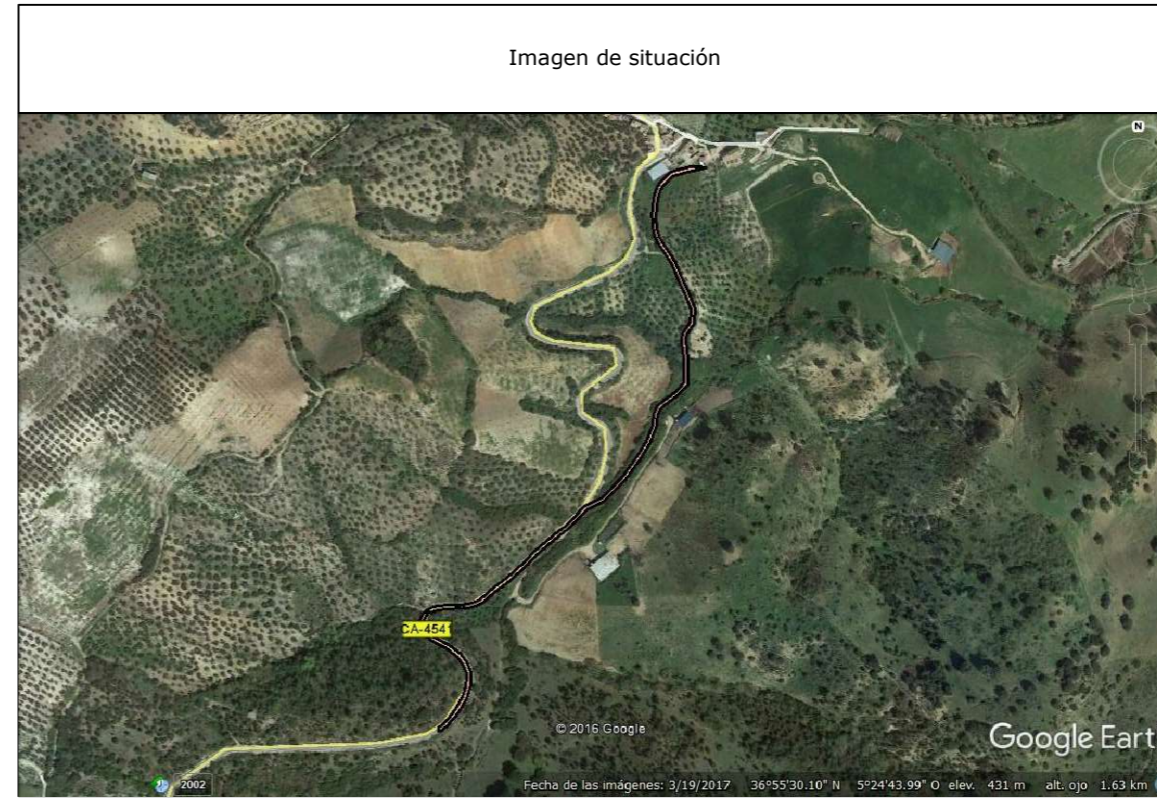 Imagen de situación
N
CA-454
© 2016 Google
Google Eart
2002
Fecha de las imágenes: 3/19/2017 36°55'30.10" N 5°24'43.99" O elev. 431 m alt. ojo 1.63 km